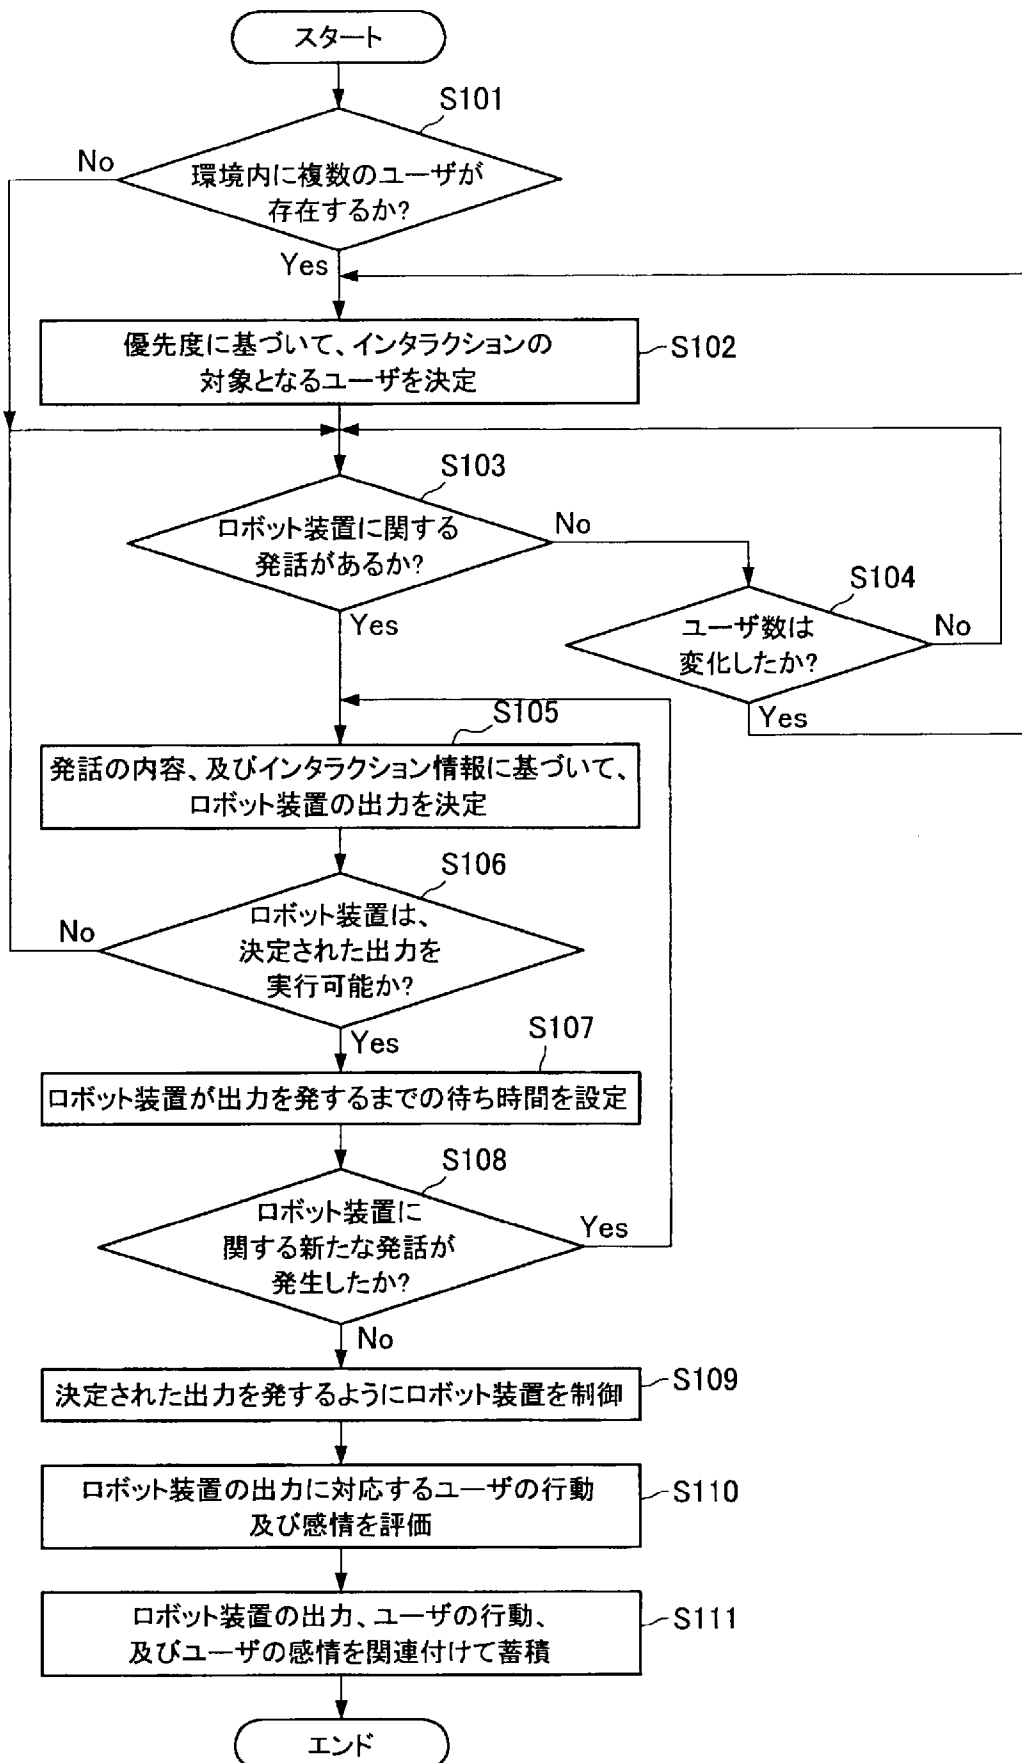 スタート
S101
No
環境内に複数のユーザが
存在するか?
Yes
優先度に基づいて、インタラクションの
対象となるユーザを決定
S102
S103
ロボット装置に関する
発話があるか?
No
Yes
S104
ユーザ数は
変化したか?
No
Yes
S105
発話の内容、及びインタラクション情報に基づいて、
ロボット装置の出力を決定
S106
ロボット装置は、
決定された出力を
実行可能か?
No
Yes
S107
ロボット装置が出力を発するまでの待ち時間を設定
S108
ロボット装置に
関する新たな発話が
発生したか?
Yes
No
決定された出力を発するようにロボット装置を制御
S109
ロボット装置の出力に対応するユーザの行動
及び感情を評価
S110
ロボット装置の出力、ユーザの行動、
及びユーザの感情を関連付けて蓄積
S111
エンド